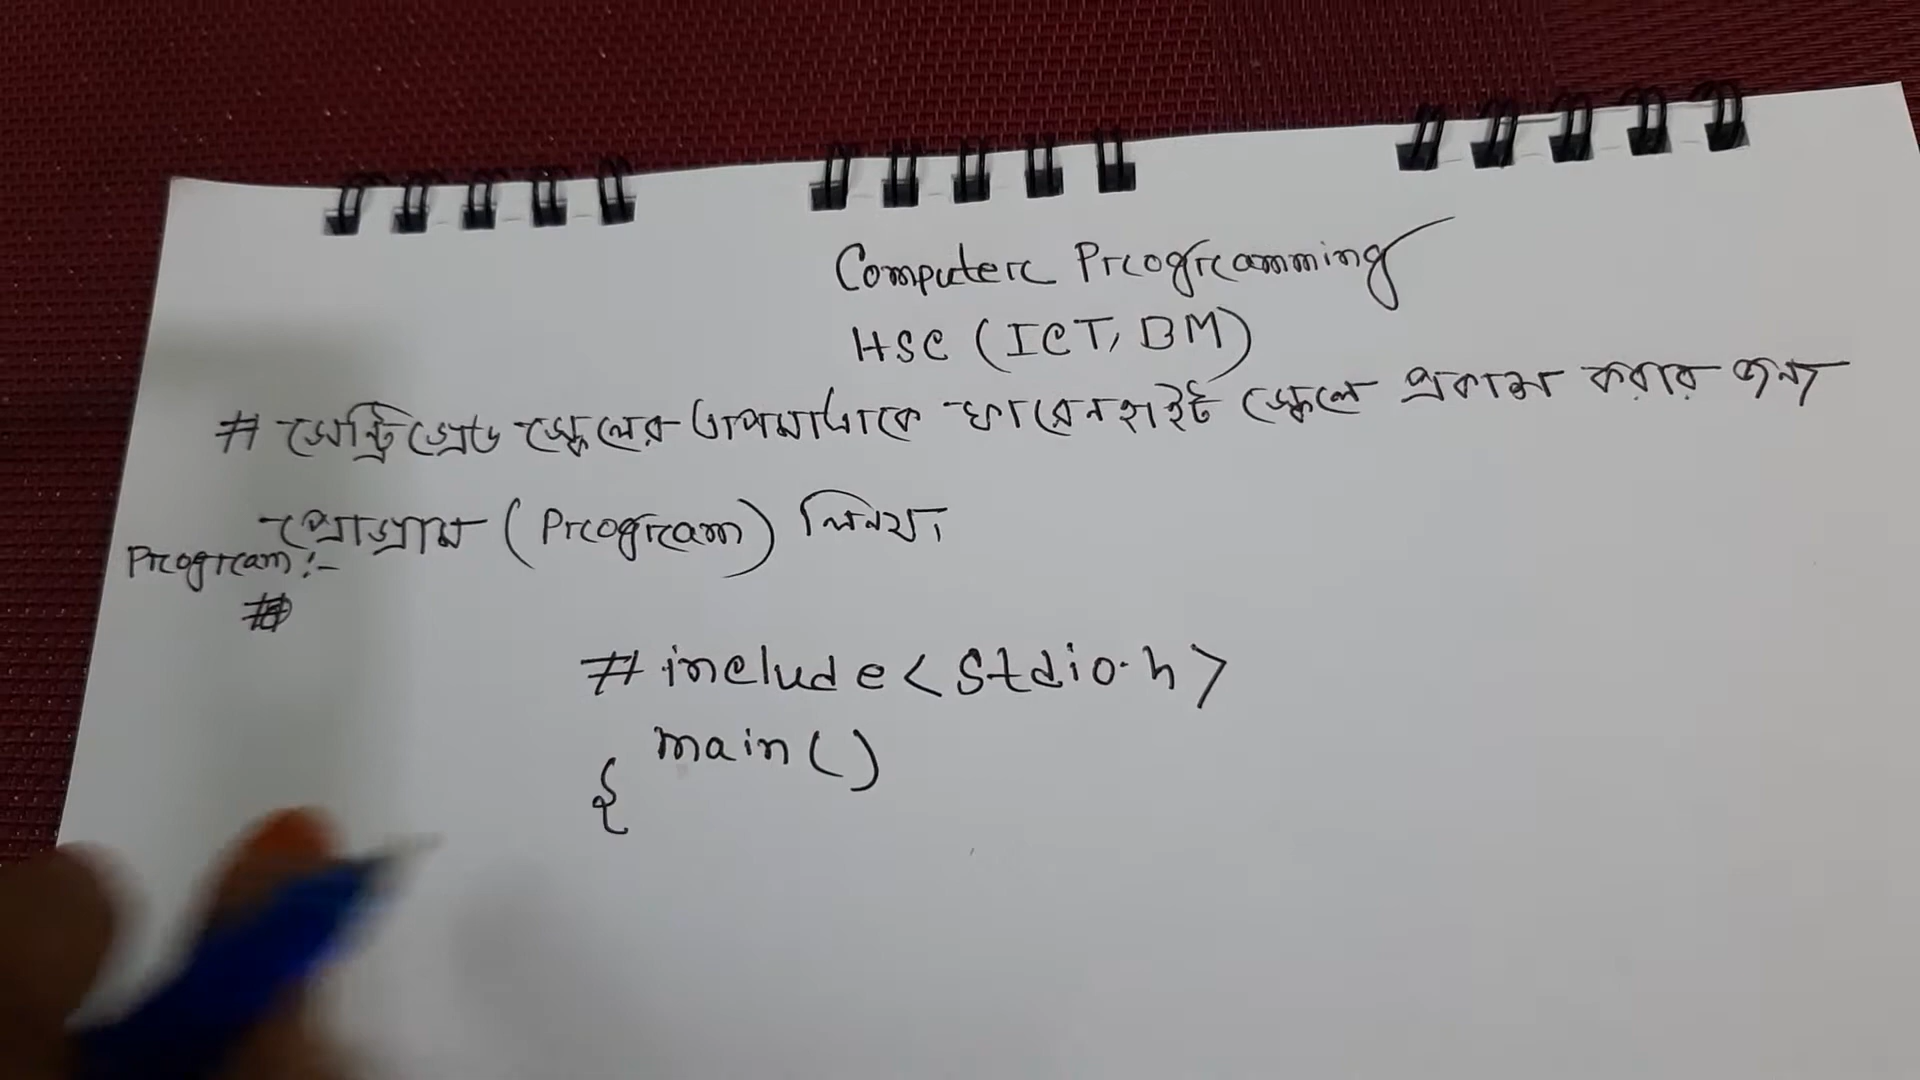 Computer Programming
HSC (ICT, BM)
# সেন্ট্রিগ্রেড স্কেলের তাপমাত্রাকে ফারেনহাইট স্কেলে প্রকাশ করার জন্য
প্রোগ্রাম (Program) লিখ।
Program:-
#include<stdio.h>
main()
{